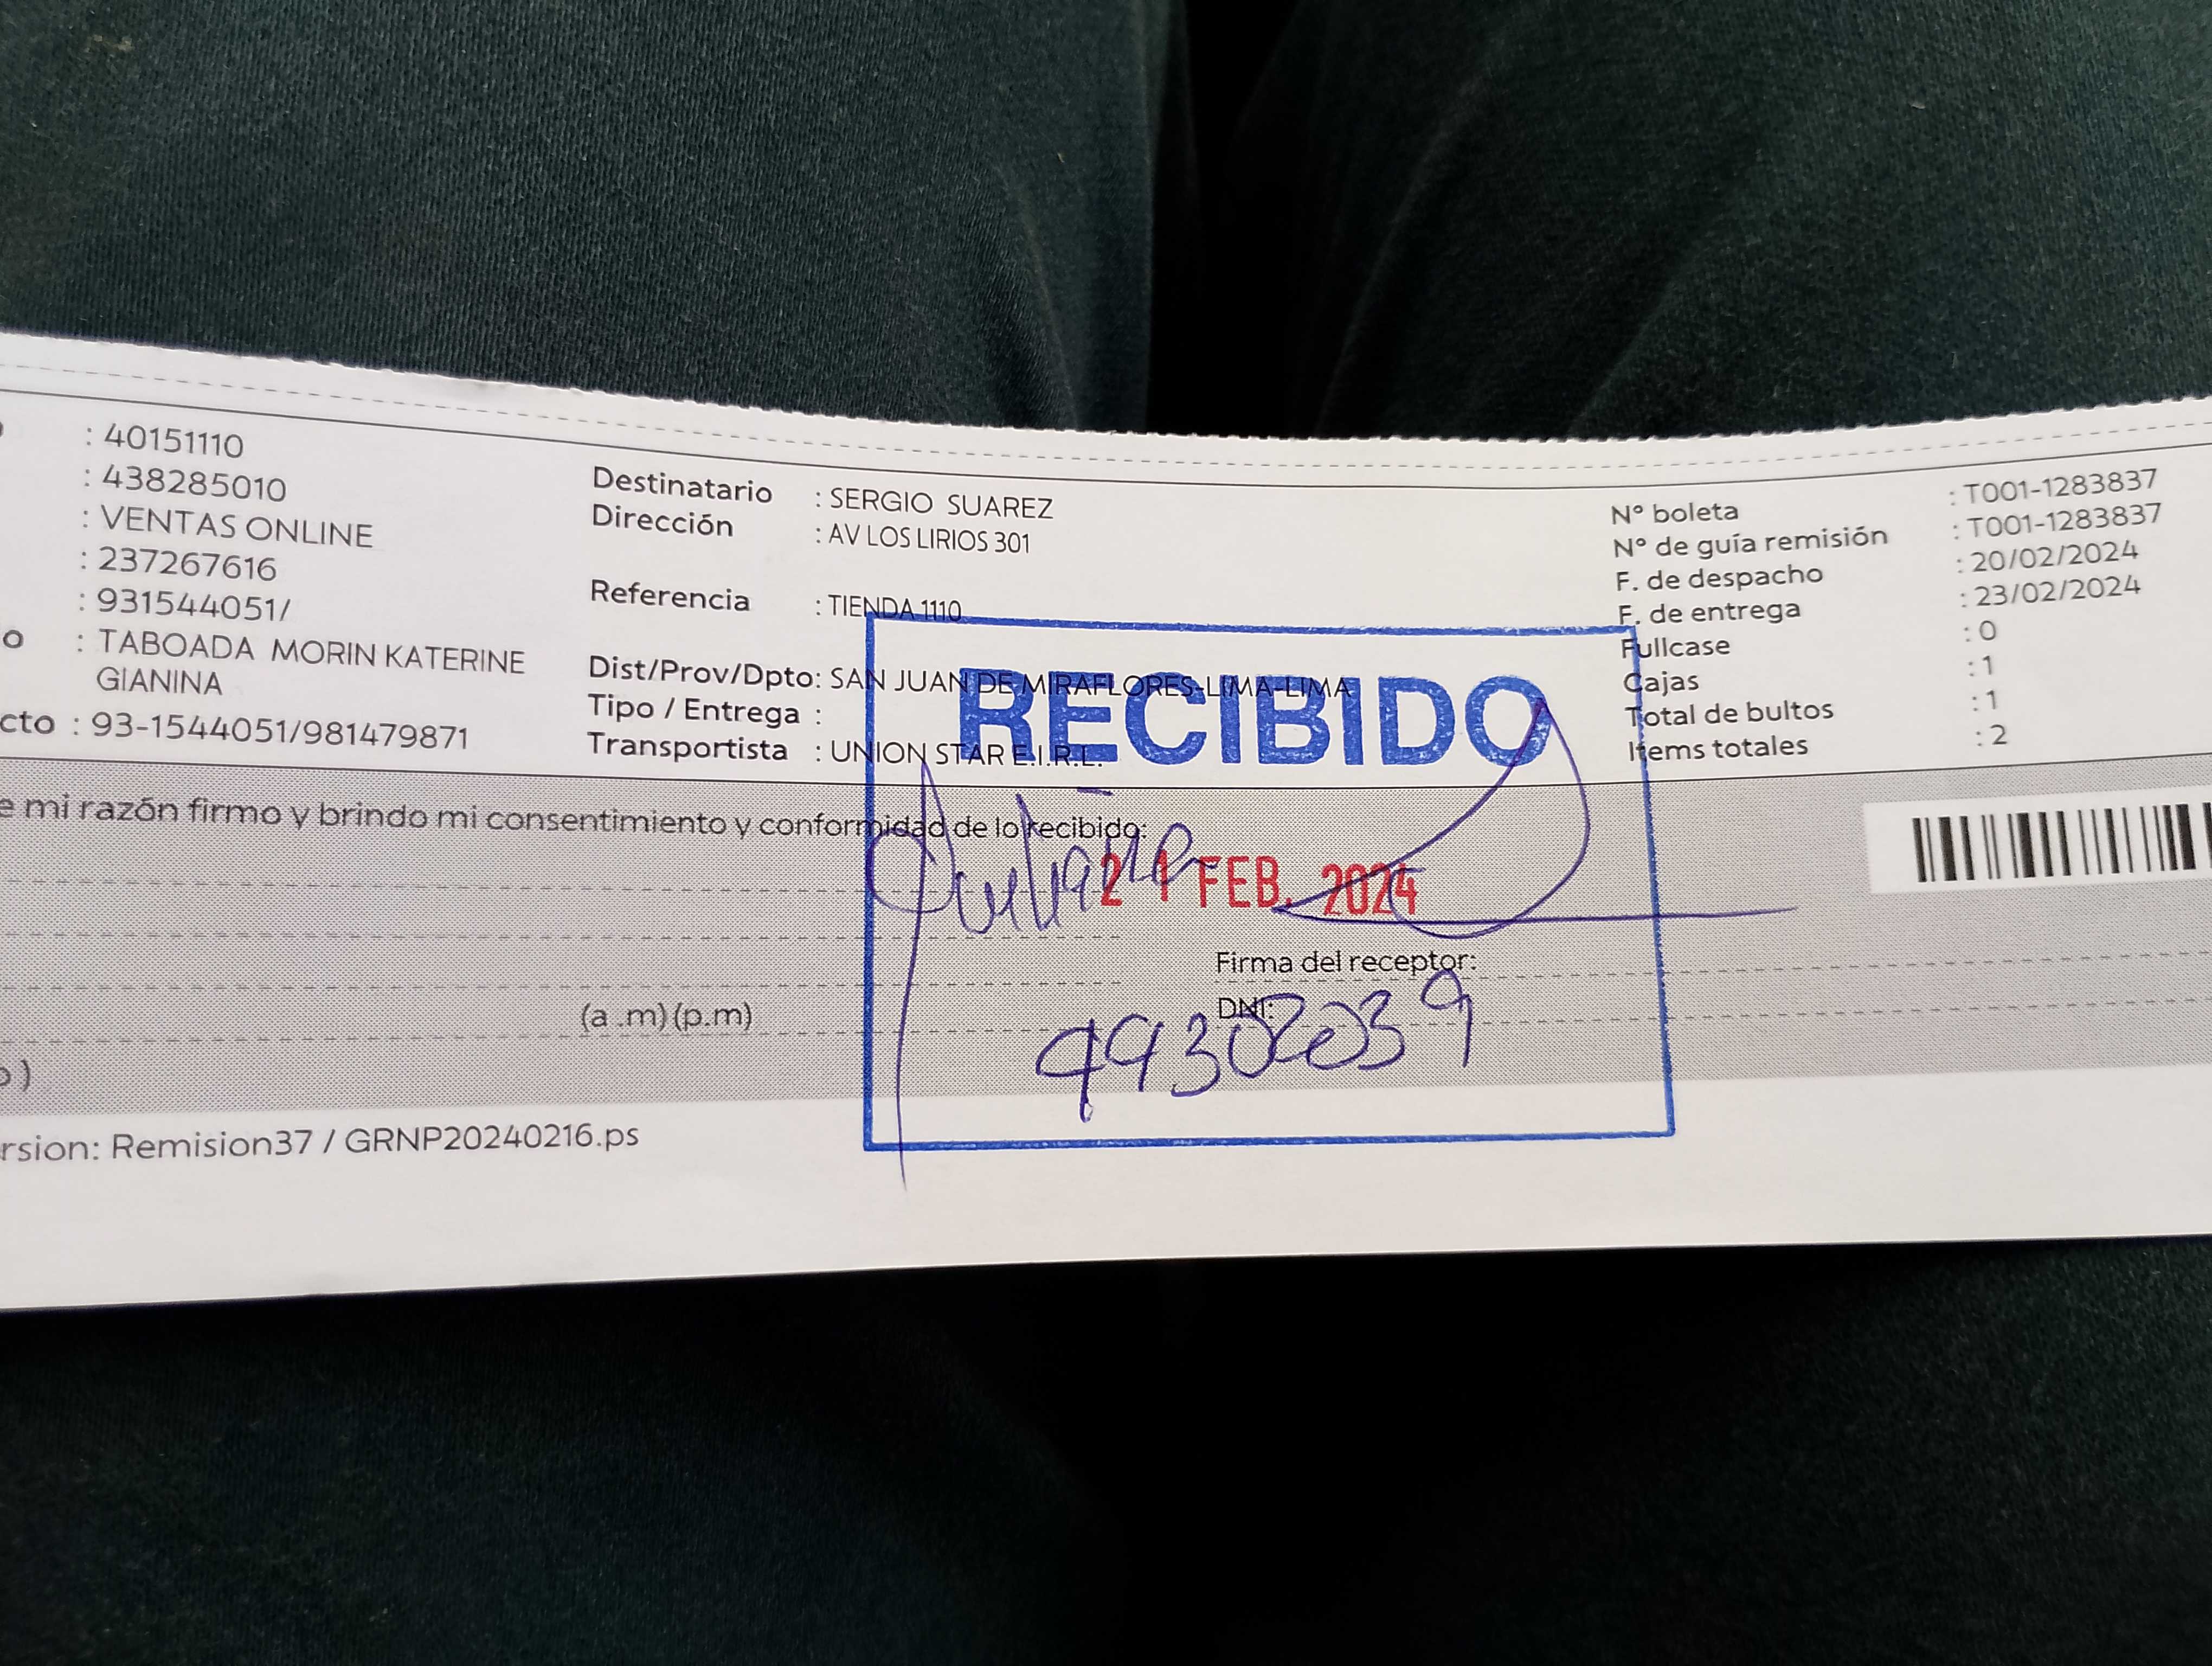 : 40151110
: 438285010
: VENTAS ONLINE
: 237267616
: 931544051/
o : TABOADA MORIN KATERINE
GIANINA
cto : 93-1544051/981479871
Destinatario : SERGIO SUAREZ
Dirección : AV LOS LIRIOS 301
Referencia : TIENDA 1110
Dist/Prov/Dpto: SAN JUAN DE MIRAFLORES-LIMA-LIMA
Tipo / Entrega :
Transportista : UNION STAR E.I.R.L.
N° boleta : T001-1283837
N° de guía remisión : T001-1283837
F. de despacho : 20/02/2024
F. de entrega : 23/02/2024
Fullcase : 0
Cajas : 1
Total de bultos : 1
Items totales : 2
RECIBIDO
e mi razón firmo y brindo mi consentimiento y conformidad de lo recibido:
21 FEB. 2024
Firma del receptor:
(a .m) (p.m)
DNI:
o )
rsion: Remision37 / GRNP20240216.ps